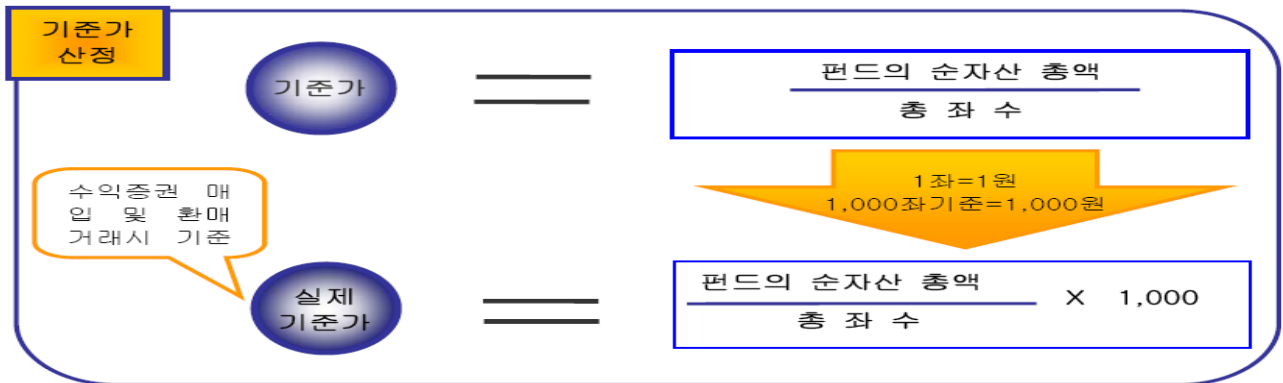 기준가
산정
기준가
펀드의 순자산 총액
총 좌 수
1좌=1원
1,000좌기준=1,000원
수익증권 매
입 및 환매
거래시 기준
실제
기준가
펀드의 순자산 총액
총 좌 수
X 1,000